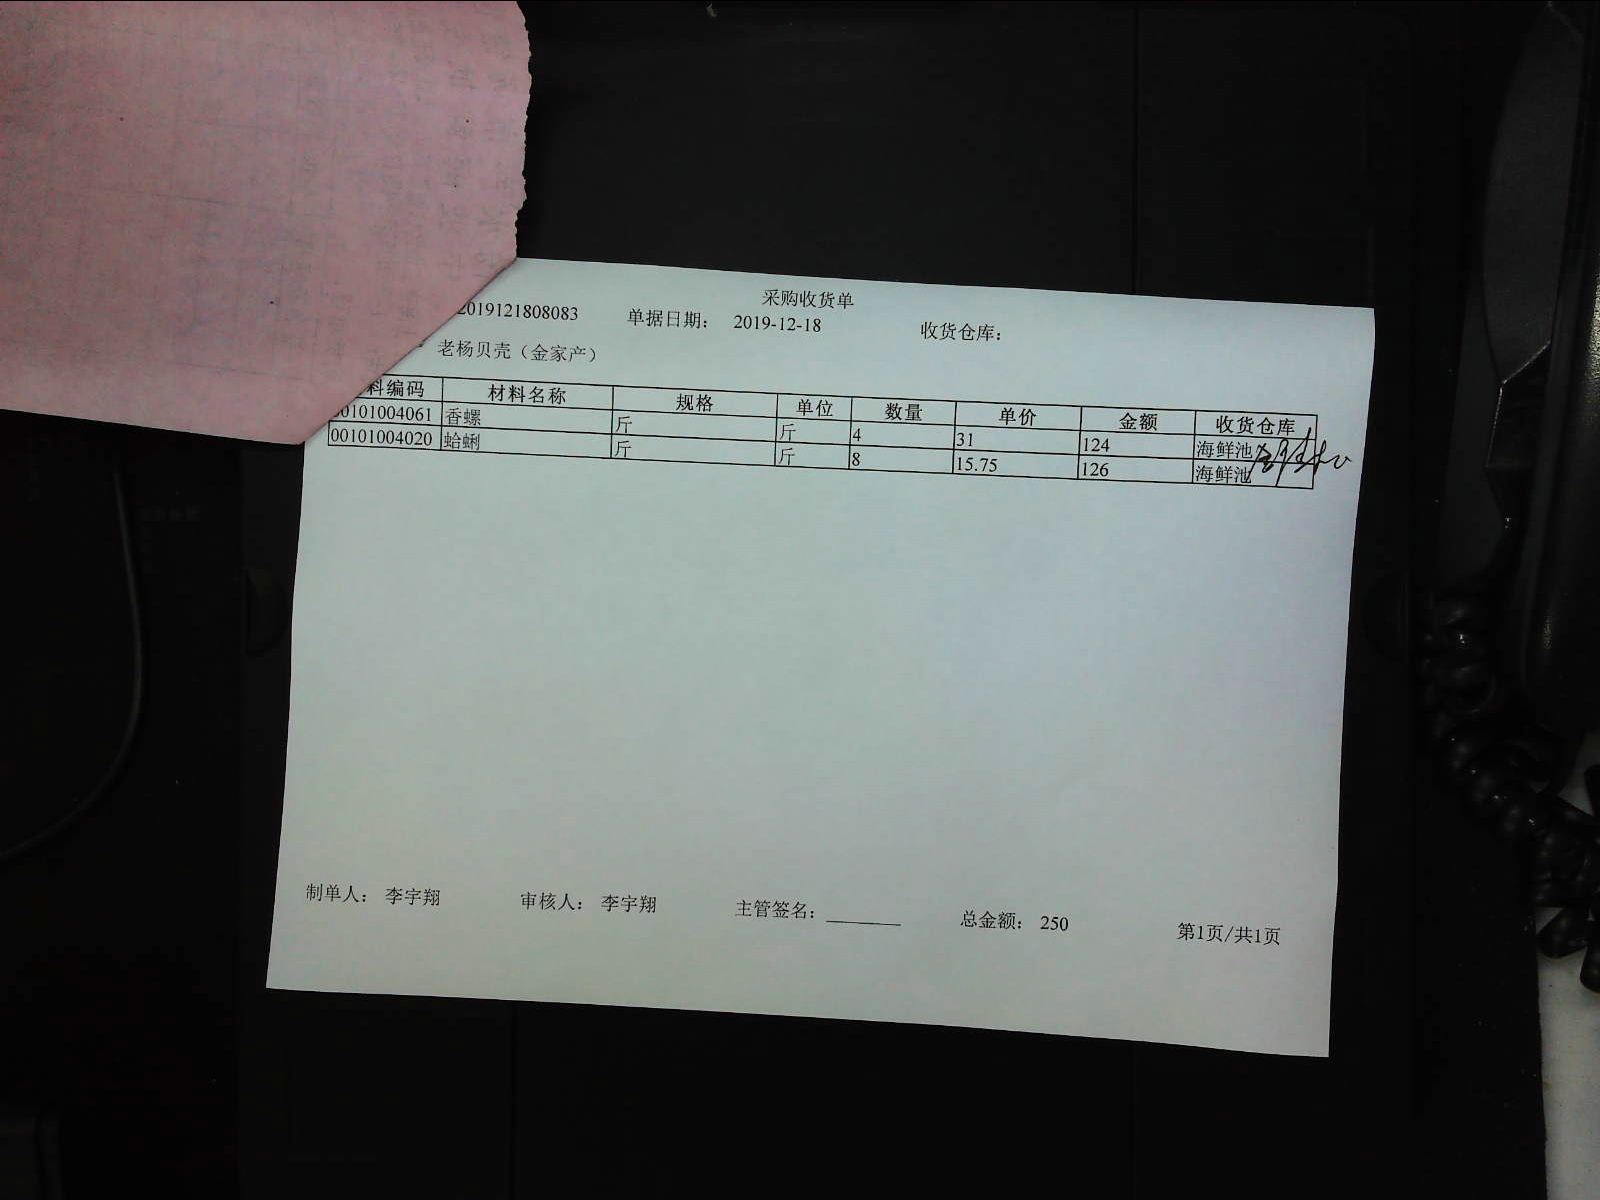 采购收货单
2019121808083 单据日期: 2019-12-18 收货仓库:
老杨贝壳（金家产）
料编码 材料名称 规格 单位 数量 单价 金额 收货仓库
00101004061 香螺 斤 斤 4 31 124 海鲜池
00101004020 蛤蜊 斤 斤 8 15.75 126 海鲜池
制单人: 李宇翔 审核人: 李宇翔 主管签名: 总金额: 250 第1页/共1页